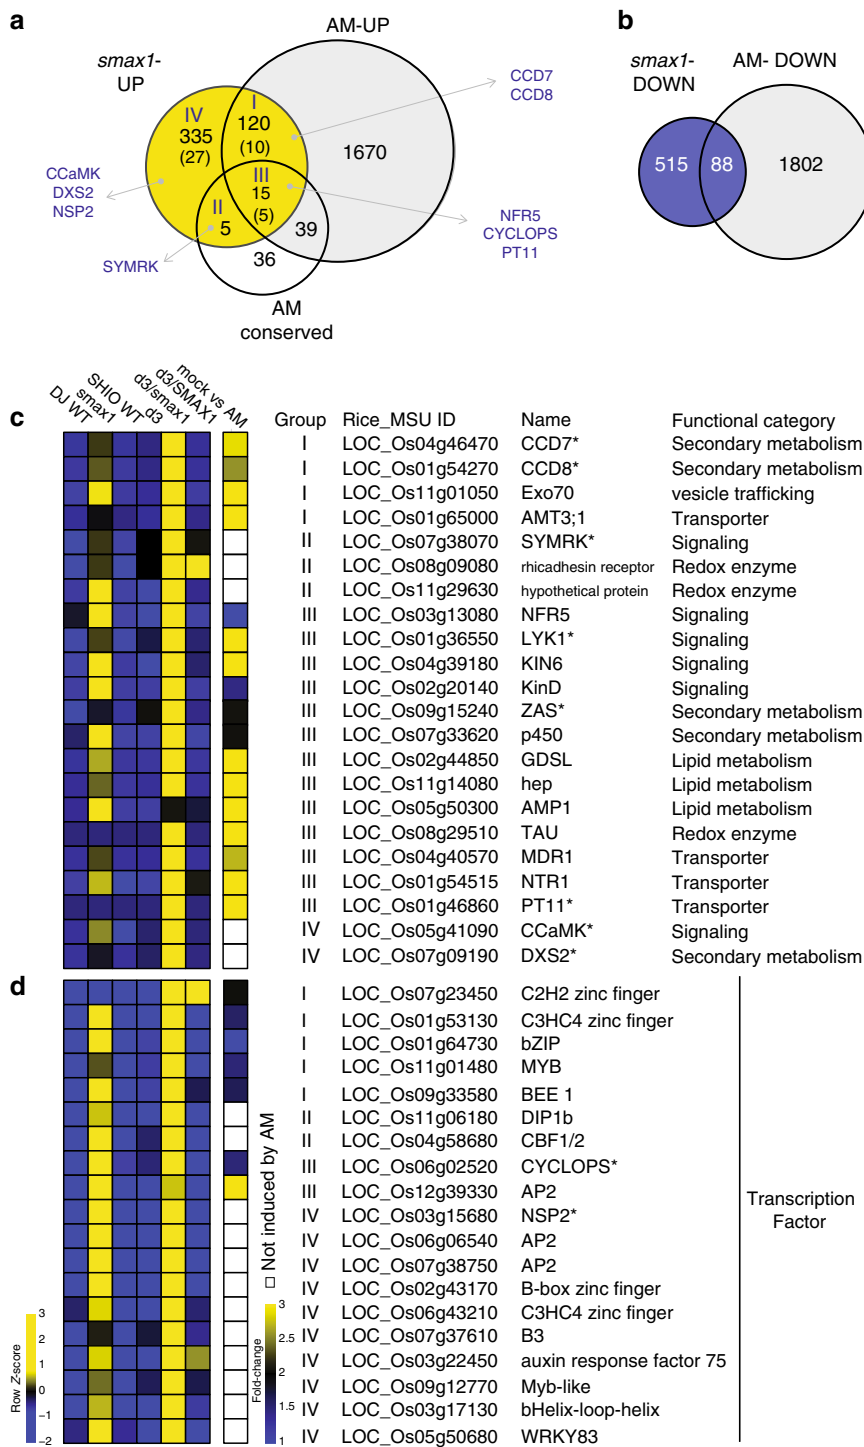 a
AM-UP
smax1-
UP
I
120
(10)
IV
335
(27)
1670
III
15
(5)
II
5
39
36
AM
conserved
CCD7
CCD8
CCaMK
DXS2
NSP2
SYMRK
NFR5
CYCLOPS
PT11
b
smax1-
DOWN
AM- DOWN
515
88
1802
c
DJ WT
smax1
SHIO WT
d3
d3/smax1
d3/SMAX1
mock vs AM
Group Rice_MSU ID Name Functional category
I LOC_Os04g46470 CCD7* Secondary metabolism
I LOC_Os01g54270 CCD8* Secondary metabolism
I LOC_Os11g01050 Exo70 vesicle trafficking
I LOC_Os01g65000 AMT3;1 Transporter
II LOC_Os07g38070 SYMRK* Signaling
II LOC_Os08g09080 rhicadhesin receptor Redox enzyme
II LOC_Os11g29630 hypothetical protein Redox enzyme
III LOC_Os03g13080 NFR5 Signaling
III LOC_Os01g36550 LYK1* Signaling
III LOC_Os04g39180 KIN6 Signaling
III LOC_Os02g20140 KinD Signaling
III LOC_Os09g15240 ZAS* Secondary metabolism
III LOC_Os07g33620 p450 Secondary metabolism
III LOC_Os02g44850 GDSL Lipid metabolism
III LOC_Os11g14080 hep Lipid metabolism
III LOC_Os05g50300 AMP1 Lipid metabolism
III LOC_Os08g29510 TAU Redox enzyme
III LOC_Os04g40570 MDR1 Transporter
III LOC_Os01g54515 NTR1 Transporter
III LOC_Os01g46860 PT11* Transporter
IV LOC_Os05g41090 CCaMK* Signaling
IV LOC_Os07g09190 DXS2* Secondary metabolism
d
I LOC_Os07g23450 C2H2 zinc finger
I LOC_Os01g53130 C3HC4 zinc finger
I LOC_Os01g64730 bZIP
I LOC_Os11g01480 MYB
I LOC_Os09g33580 BEE 1
II LOC_Os11g06180 DIP1b
II LOC_Os04g58680 CBF1/2
III LOC_Os06g02520 CYCLOPS*
III LOC_Os12g39330 AP2
IV LOC_Os03g15680 NSP2*
IV LOC_Os06g06540 AP2
IV LOC_Os07g38750 AP2
IV LOC_Os02g43170 B-box zinc finger
IV LOC_Os06g43210 C3HC4 zinc finger
IV LOC_Os07g37610 B3
IV LOC_Os03g22450 auxin response factor 75
IV LOC_Os09g12770 Myb-like
IV LOC_Os03g17130 bHelix-loop-helix
IV LOC_Os05g50680 WRKY83
Transcription
Factor
Not induced by AM
Row Z-score
3
2
1
0
−1
−2
Fold-change
3
2.5
2
1.5
1